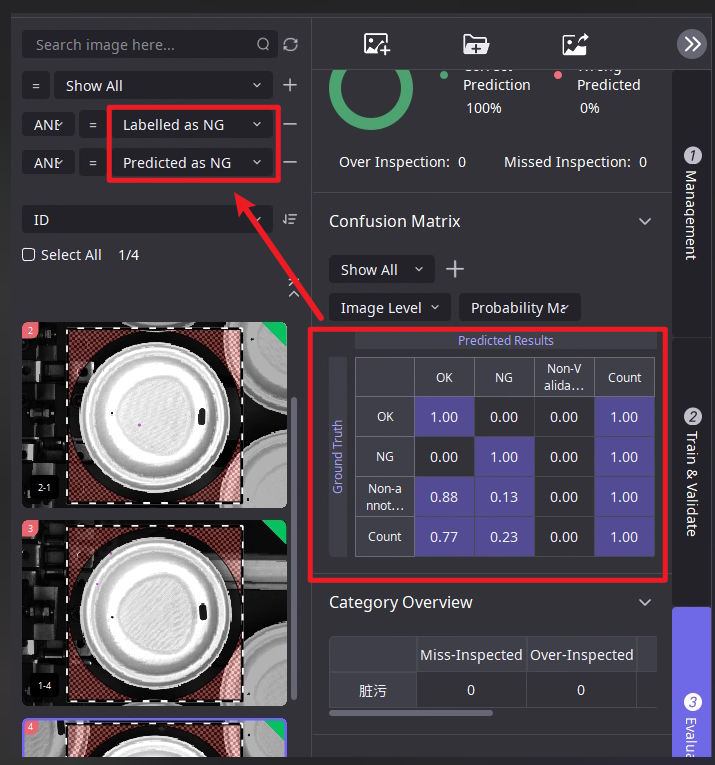 Search image here...
= Show All
ANE = Labelled as NG
ANE = Predicted as NG
ID
Select All 1/4
2
2-1
3
1-4
4
Prediction
100%
Predicted
0%
Over Inspection: 0 Missed Inspection: 0
Confusion Matrix
Show All
Image Level Probability Ma
Predicted Results
Ground Truth
OK NG Non-V alida... Count
OK 1.00 0.00 0.00 1.00
NG 0.00 1.00 0.00 1.00
Non-a nnot... 0.88 0.13 0.00 1.00
Count 0.77 0.23 0.00 1.00
Category Overview
Miss-Inspected Over-Inspected
脏污 0 0
1 Management
2 Train & Validate
3 Evalua